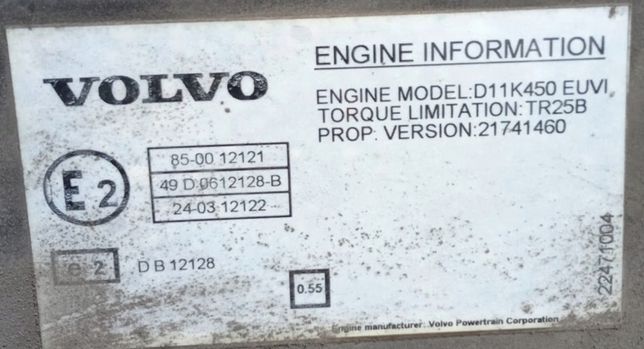 VOLVO
ENGINE INFORMATION
ENGINE MODEL:D11K450 EUVI
TORQUE LIMITATION:TR25B
PROP. VERSION:21741460
E2
85-00 12121
49 D 0612128-B
24-03 12122
e 2
D B 12128
0.55
22471004
Engine manufacturer: Volvo Powertrain Corporation